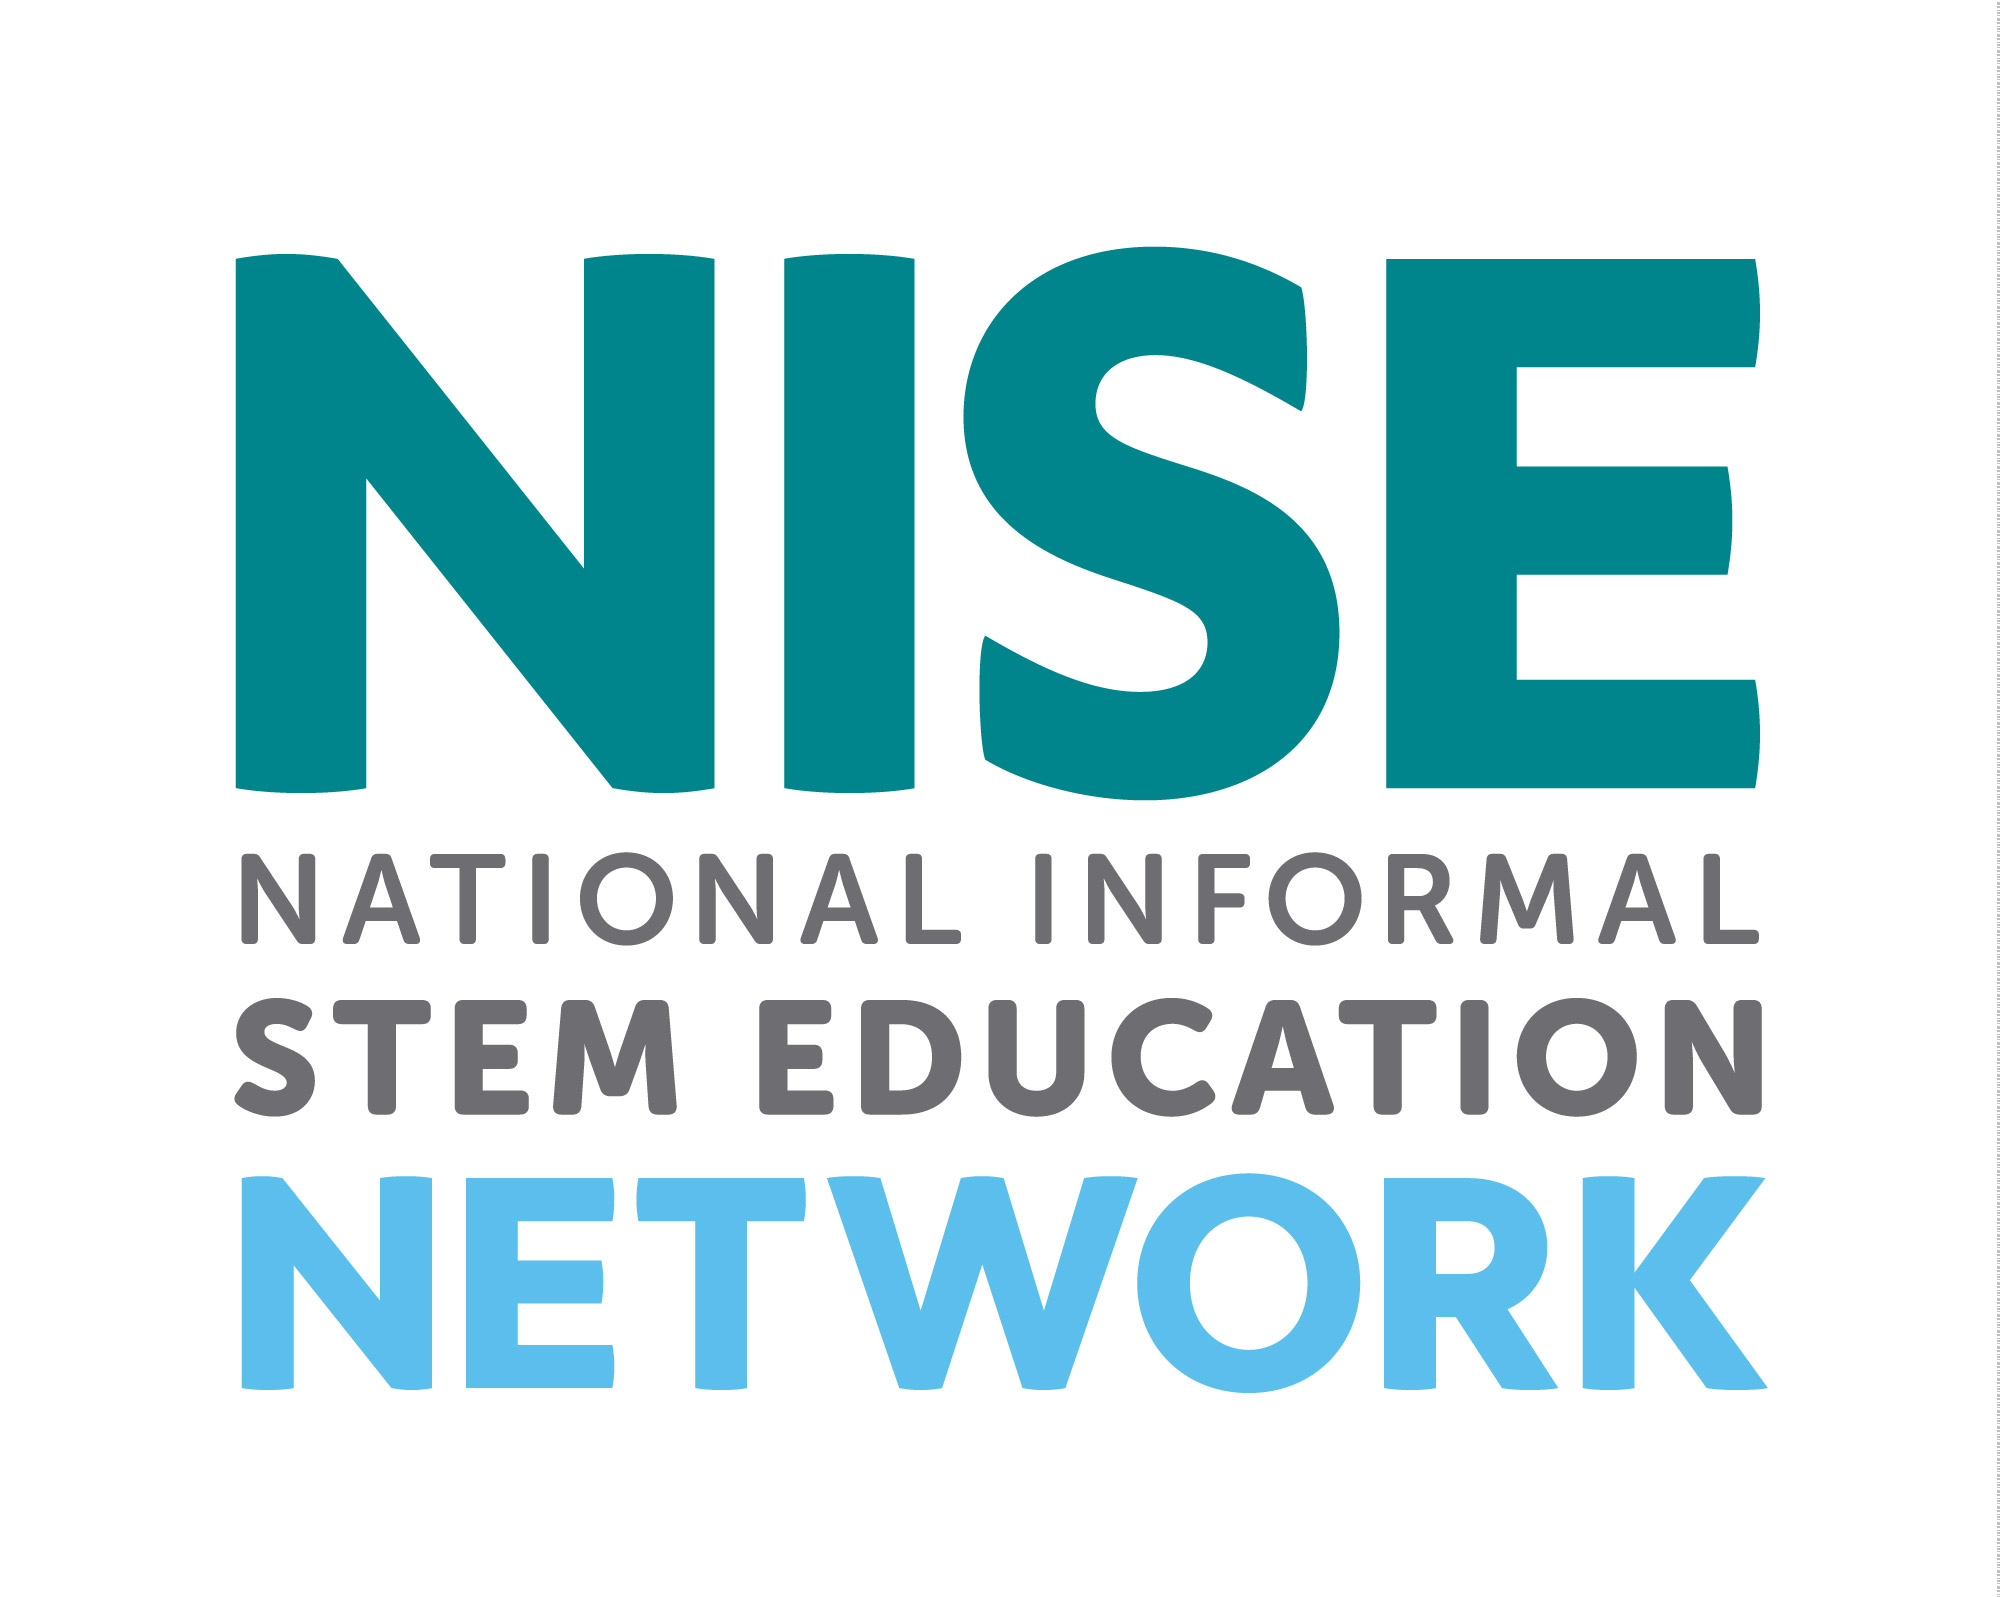 NISE
NATIONAL INFORMAL
STEM EDUCATION
NETWORK